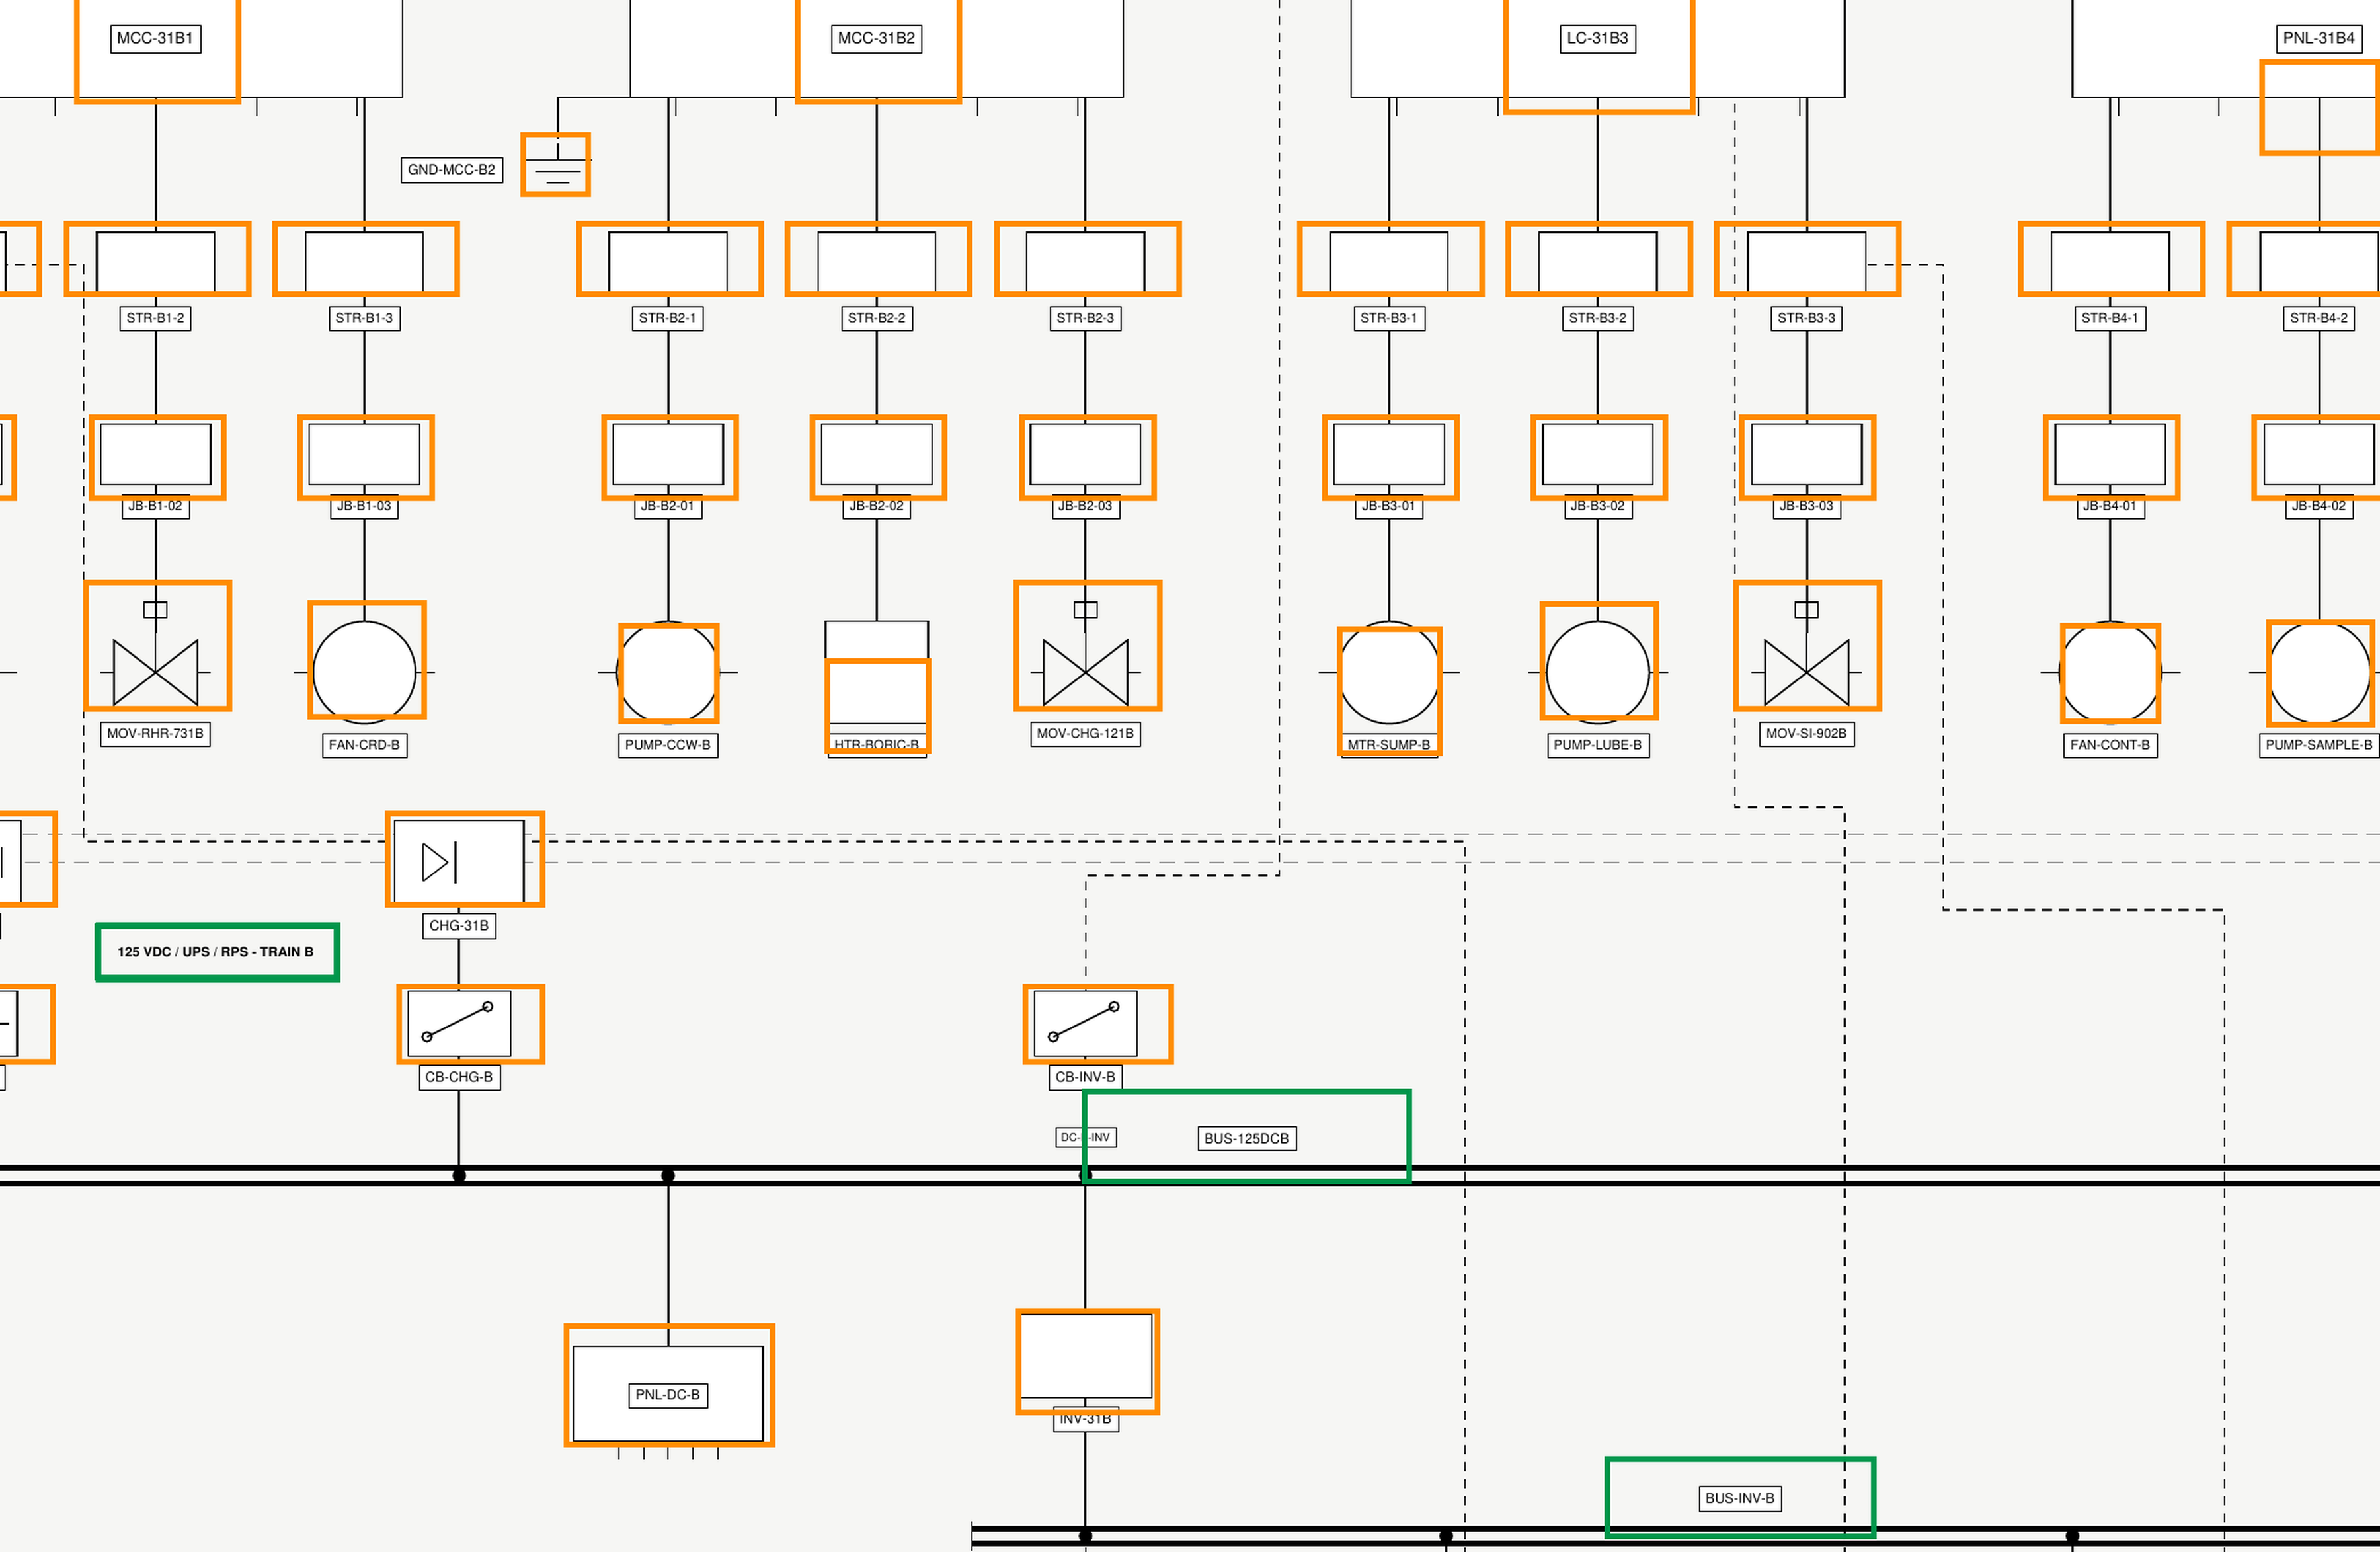 MCC-31B1
MCC-31B2
LC-31B3
PNL-31B4
GND-MCC-B2
STR-B1-2
STR-B1-3
STR-B2-1
STR-B2-2
STR-B2-3
STR-B3-1
STR-B3-2
STR-B3-3
STR-B4-1
STR-B4-2
JB-B1-02
JB-B1-03
JB-B2-01
JB-B2-02
JB-B2-03
JB-B3-01
JB-B3-02
JB-B3-03
JB-B4-01
JB-B4-02
MOV-RHR-731B
FAN-CRD-B
PUMP-CCW-B
HTR-BORIC-B
MOV-CHG-121B
MTR-SUMP-B
PUMP-LUBE-B
MOV-SI-902B
FAN-CONT-B
PUMP-SAMPLE-B
CHG-31B
125 VDC / UPS / RPS - TRAIN B
CB-CHG-B
CB-INV-B
BUS-125DCB
PNL-DC-B
INV-31B
BUS-INV-B